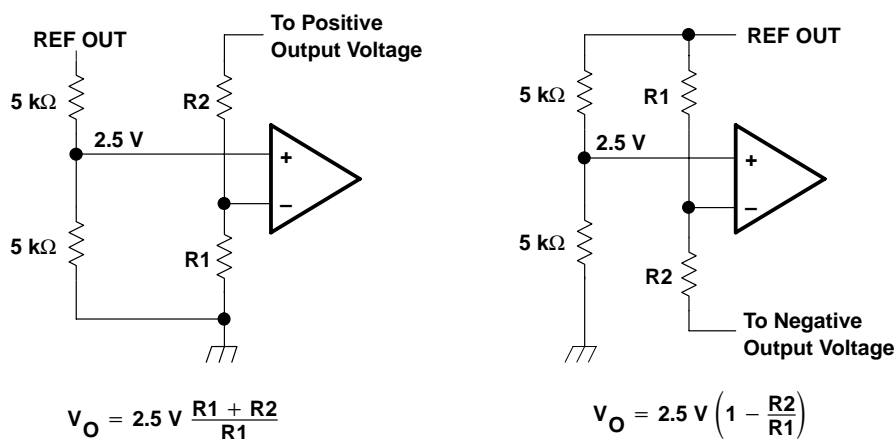 REF OUT
To Positive
Output Voltage
5 kΩ
R2
2.5 V
+
−
5 kΩ
R1
V_O = 2.5 V (R1 + R2)/R1
REF OUT
5 kΩ
R1
2.5 V
+
−
5 kΩ
R2
To Negative
Output Voltage
V_O = 2.5 V (1 − R2/R1)